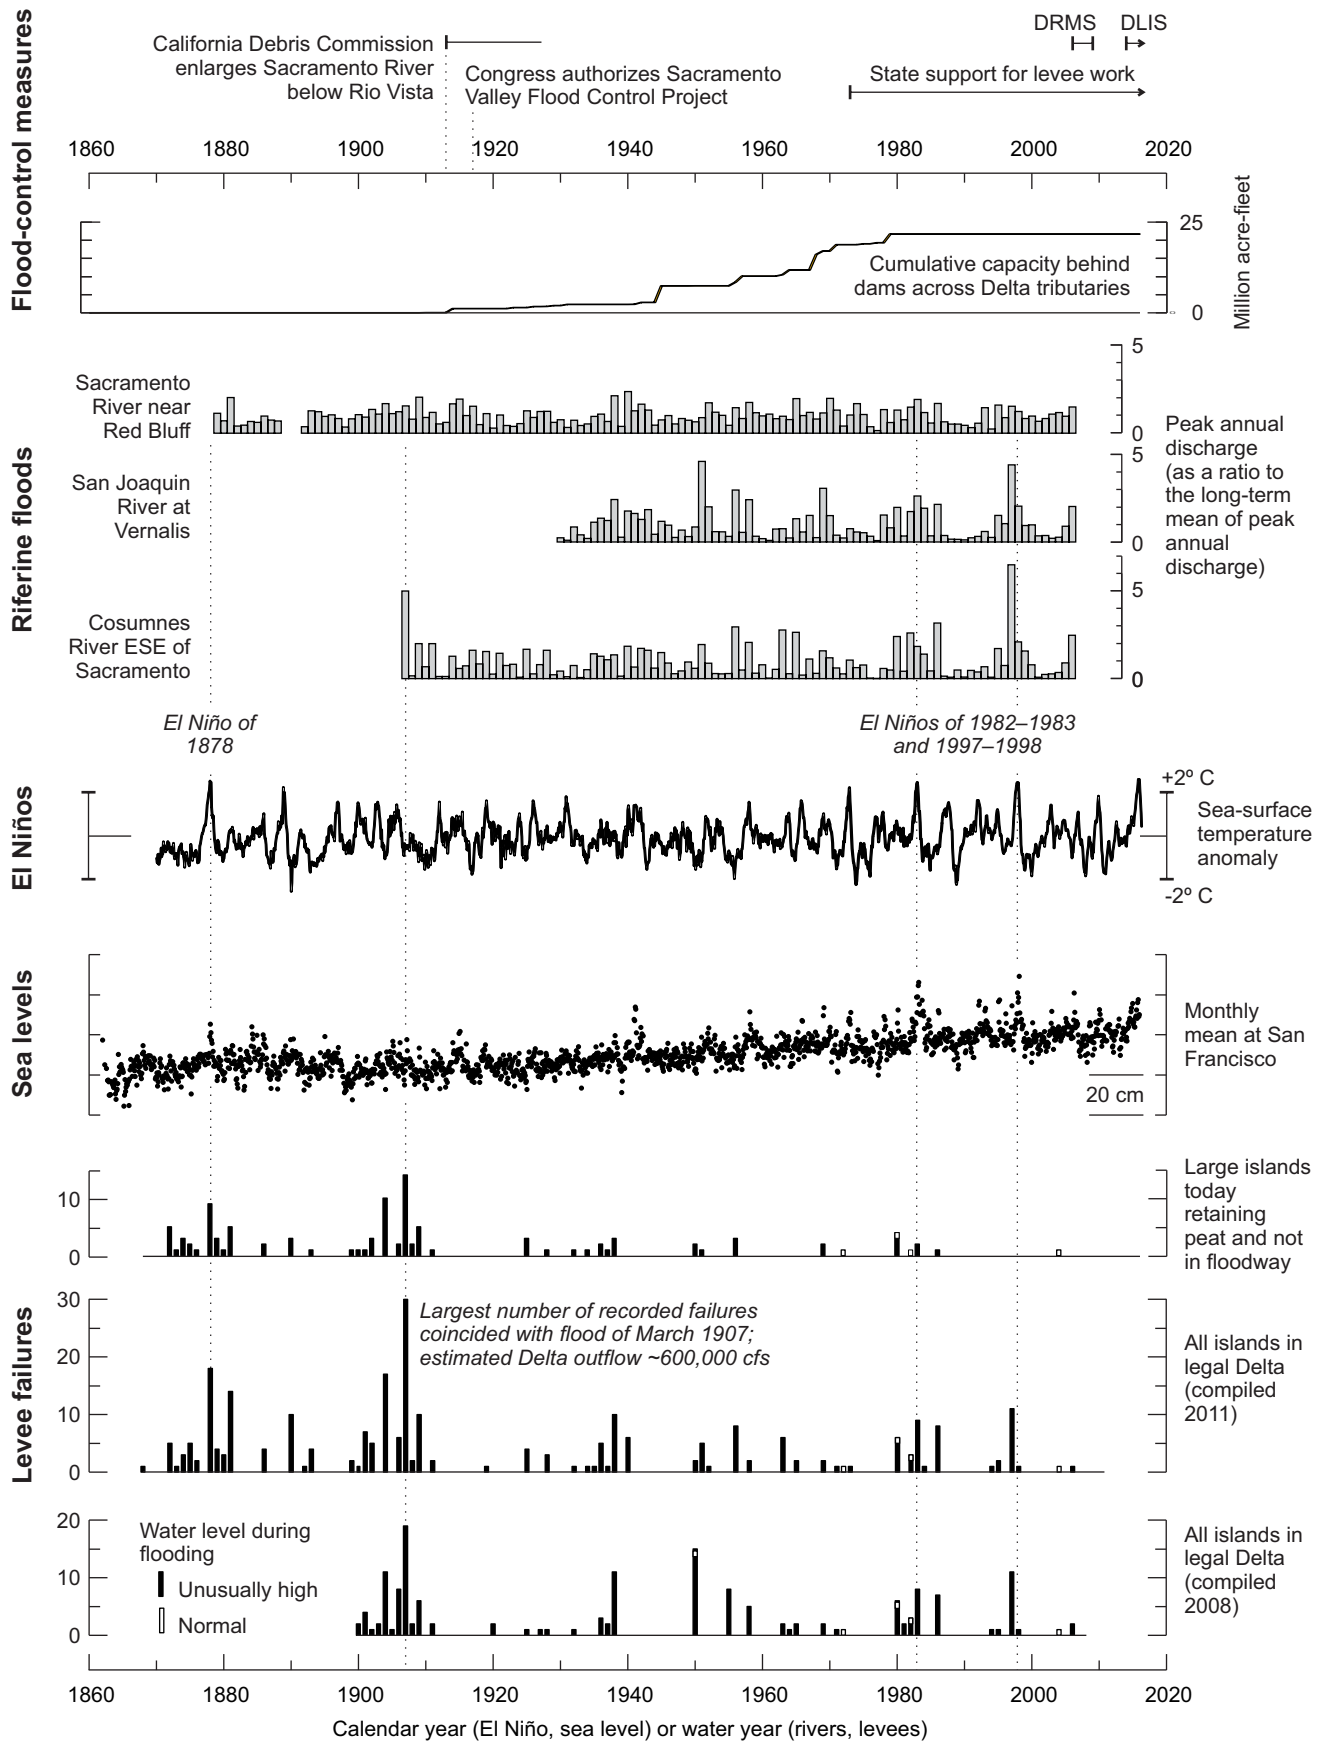 Flood-control measures
California Debris Commission
enlarges Sacramento River
below Rio Vista
Congress authorizes Sacramento
Valley Flood Control Project
DRMS
DLIS
State support for levee work
1860 1880 1900 1920 1940 1960 1980 2000 2020
25
0
Million acre-fieet
Cumulative capacity behind
dams across Delta tributaries
Riferine floods
Sacramento
River near
Red Bluff
5
0
San Joaquin
River at
Vernalis
5
0
Cosumnes
River ESE of
Sacramento
5
0
Peak annual
discharge
(as a ratio to
the long-term
mean of peak
annual
discharge)
El Niño of
1878
El Niños of 1982–1983
and 1997–1998
El Niños
+2º C
Sea-surface
temperature
anomaly
-2º C
Sea levels
Monthly
mean at San
Francisco
20 cm
Levee failures
10
0
Large islands
today
retaining
peat and not
in floodway
30
20
10
0
Largest number of recorded failures
coincided with flood of March 1907;
estimated Delta outflow ~600,000 cfs
All islands in
legal Delta
(compiled
2011)
20
10
0
Water level during
flooding
Unusually high
Normal
All islands in
legal Delta
(compiled
2008)
1860 1880 1900 1920 1940 1960 1980 2000 2020
Calendar year (El Niño, sea level) or water year (rivers, levees)